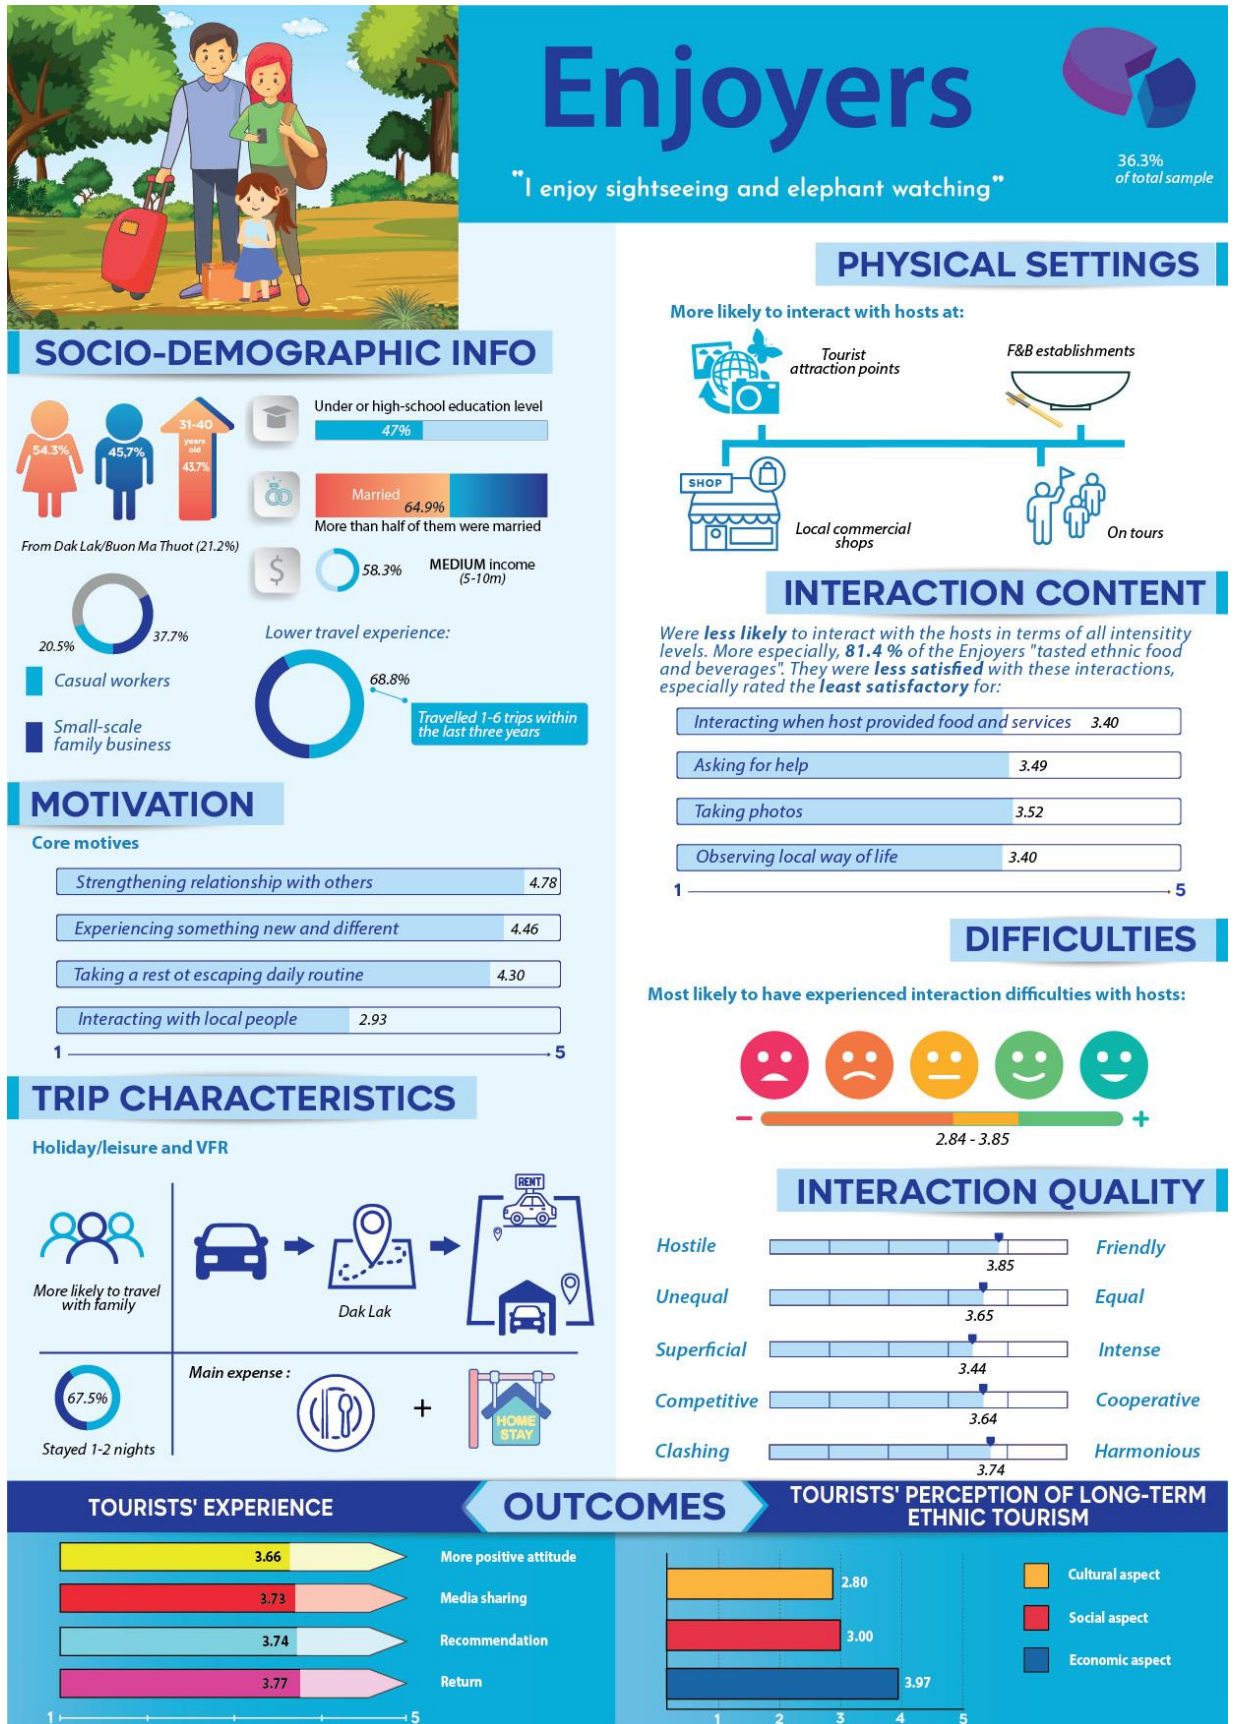 Enjoyers
"I enjoy sightseeing and elephant watching"
36.3%
of total sample
SOCIO-DEMOGRAPHIC INFO
54.3%
45,7%
31-40
years
old
43.7%
Under or high-school education level
47%
Married
64.9%
More than half of them were married
From Dak Lak/Buon Ma Thuot (21.2%)
$
58.3%
MEDIUM income
(5-10m)
20.5%
37.7%
Casual workers
Small-scale
family business
Lower travel experience:
68.8%
Travelled 1-6 trips within
the last three years
MOTIVATION
Core motives
Strengthening relationship with others 4.78
Experiencing something new and different 4.46
Taking a rest ot escaping daily routine 4.30
Interacting with local people 2.93
1 5
TRIP CHARACTERISTICS
Holiday/leisure and VFR
More likely to travel
with family
Dak Lak
RENT
67.5%
Stayed 1-2 nights
Main expense :
+
HOME
STAY
PHYSICAL SETTINGS
More likely to interact with hosts at:
Tourist
attraction points
F&B establishments
SHOP
Local commercial
shops
On tours
INTERACTION CONTENT
Were less likely to interact with the hosts in terms of all intensitity
levels. More especially, 81.4 % of the Enjoyers "tasted ethnic food
and beverages". They were less satisfied with these interactions,
especially rated the least satisfactory for:
Interacting when host provided food and services 3.40
Asking for help 3.49
Taking photos 3.52
Observing local way of life 3.40
1 5
DIFFICULTIES
Most likely to have experienced interaction difficulties with hosts:
- +
2.84 - 3.85
INTERACTION QUALITY
Hostile Friendly
3.85
Unequal Equal
3.65
Superficial Intense
3.44
Competitive Cooperative
3.64
Clashing Harmonious
3.74
OUTCOMES
TOURISTS' EXPERIENCE
3.66 More positive attitude
3.73 Media sharing
3.74 Recommendation
3.77 Return
1 5
TOURISTS' PERCEPTION OF LONG-TERM
ETHNIC TOURISM
2.80
3.00
3.97
1 2 3 4 5
Cultural aspect
Social aspect
Economic aspect